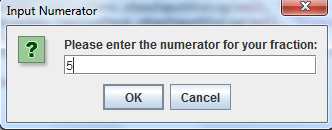 Input Numerator
Please enter the numerator for your fraction:
5
OK Cancel